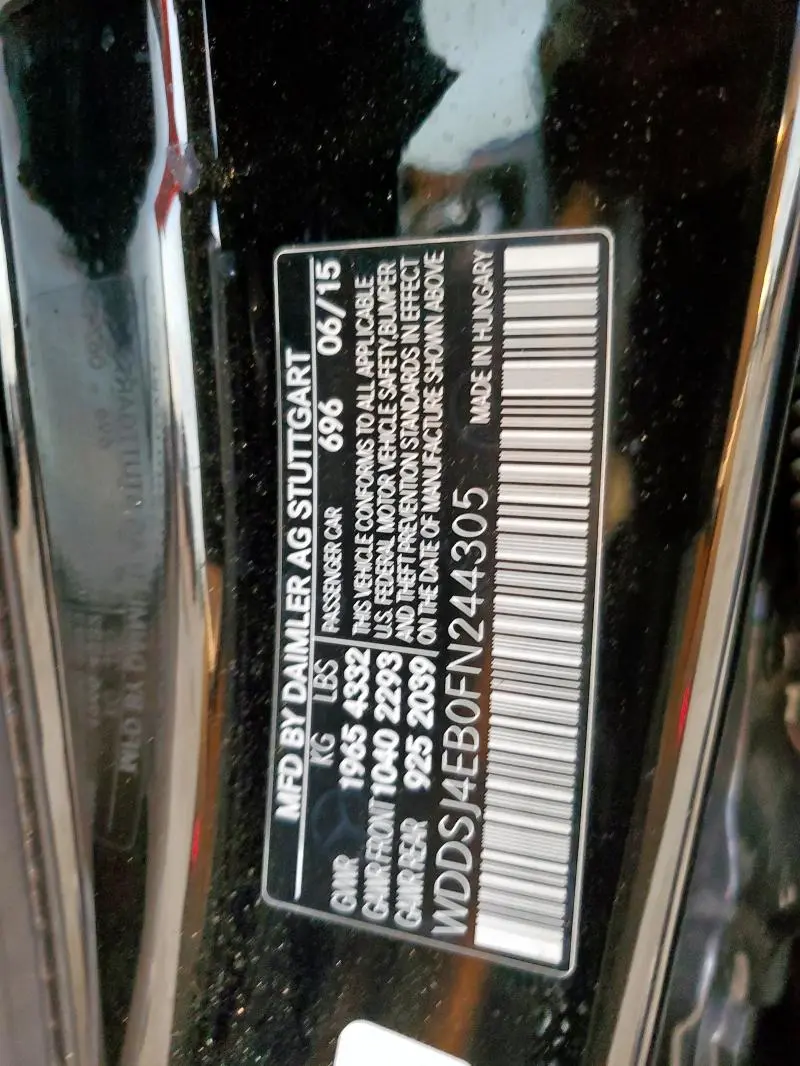 MFD BY DAIMLER AG STUTTGART
KG LBS PASSENGER CAR 696 06/15
GVWR 1965 4332
GAWR FRONT 1040 2293
GAWR REAR 925 2039
THIS VEHICLE CONFORMS TO ALL APPLICABLE
U.S. FEDERAL MOTOR VEHICLE SAFETY,BUMPER
AND THEFT PREVENTION STANDARDS IN EFFECT
ON THE DATE OF MANUFACTURE SHOWN ABOVE
WDDSJ4EB0FN244305 MADE IN HUNGARY